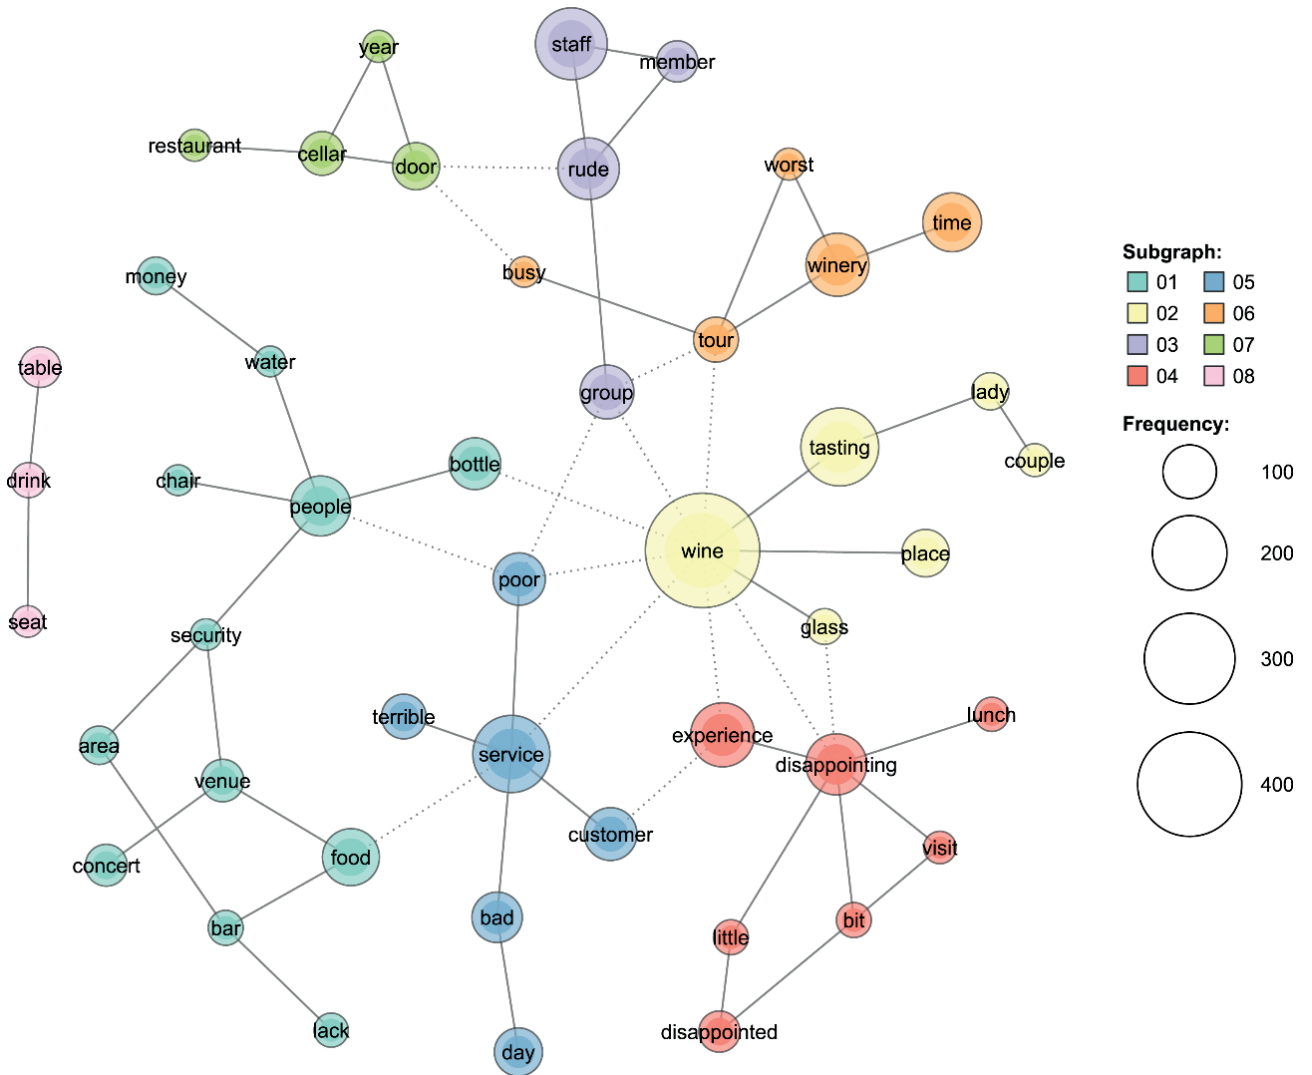 year
staff
member
restaurant
cellar
door
rude
worst
time
winery
busy
money
tour
water
table
group
lady
tasting
couple
bottle
chair
drink
people
wine
place
poor
seat
security
glass
terrible
lunch
area
service
experience
disappointing
venue
customer
visit
concert
food
bad
bit
bar
little
lack
disappointed
day
Subgraph:
01 05
02 06
03 07
04 08
Frequency:
100
200
300
400